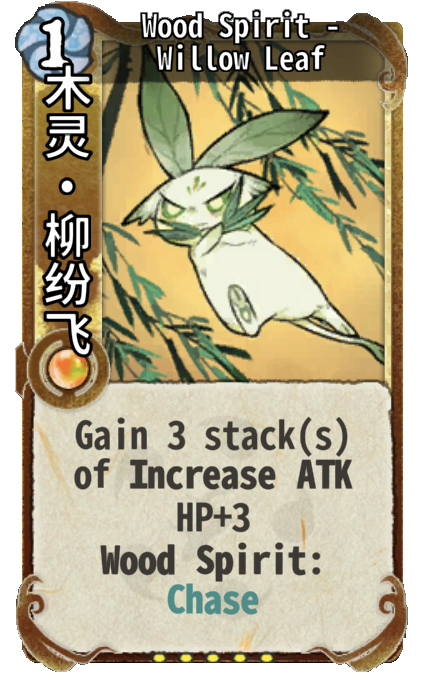 1
Wood Spirit -
Willow Leaf
木灵・柳纷飞
Gain 3 stack(s)
of Increase ATK
HP+3
Wood Spirit:
Chase